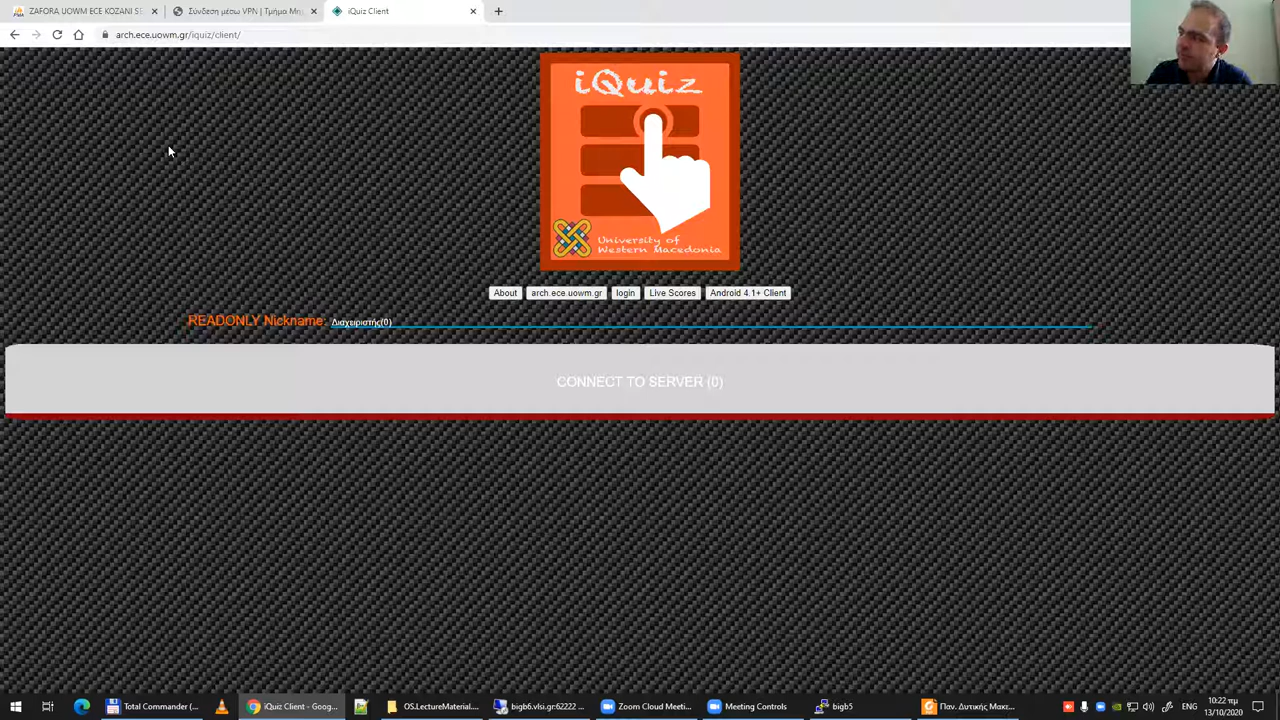 ZAFORA UOWM ECE KOZANI ST
Σύνδεση μέσω VPN | Τμήμα Μη
iQuiz Client
arch.ece.uowm.gr/iquiz/client/
iQuiz
University of
Western Macedonia
About
arch.ece.uowm.gr
login
Live Scores
Android 4.1+ Client
READONLY Nickname: Διαχειριστής(0)
CONNECT TO SERVER (0)
Total Commander (...
iQuiz Client - Goog...
OS.LectureMaterial....
bigb6.vlsi.gr:62222 ...
Zoom Cloud Meeti...
Meeting Controls
bigb5
Παν. Δυτικής Μακε...
ENG
10:22 πμ
13/10/2020